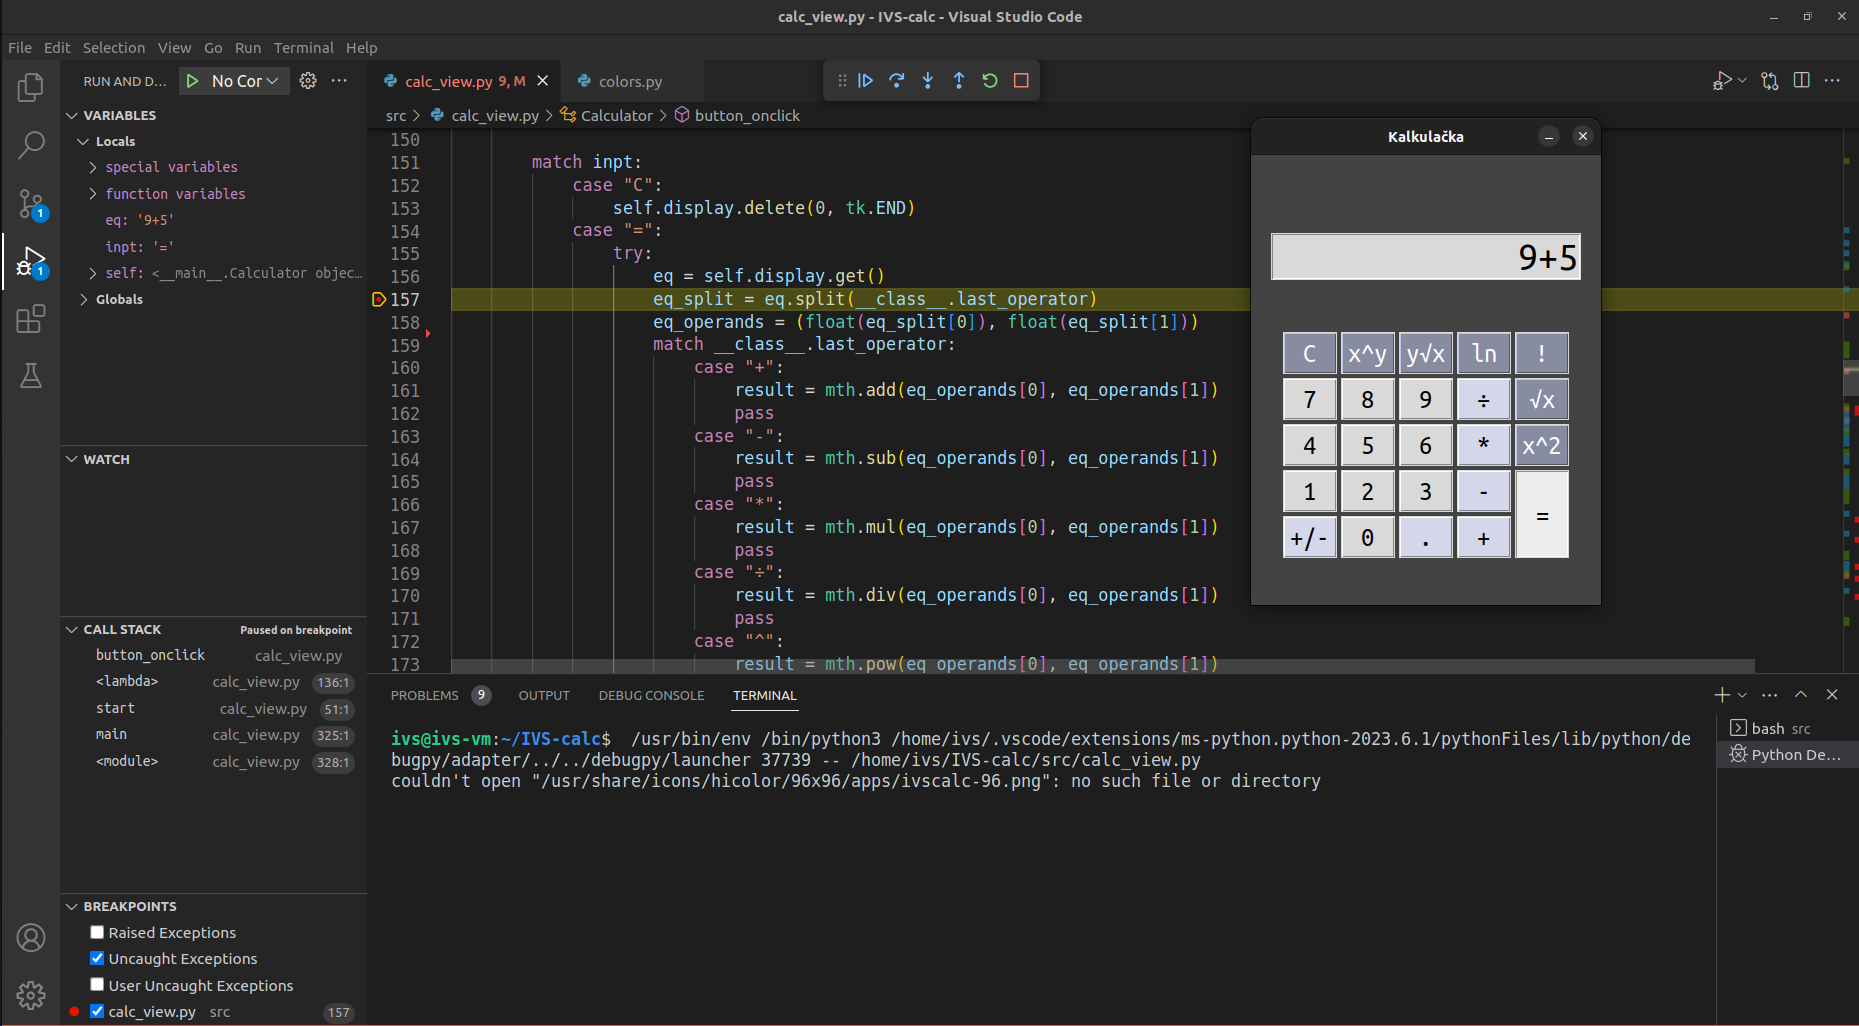 calc_view.py - IVS-calc - Visual Studio Code
File Edit Selection View Go Run Terminal Help
RUN AND D... No Cor
calc_view.py 9, M
colors.py
src > calc_view.py > Calculator > button_onclick
VARIABLES
Locals
special variables
function variables
eq: '9+5'
inpt: '='
self: <__main__.Calculator objec...
Globals
WATCH
CALL STACK Paused on breakpoint
button_onclick calc_view.py
<lambda> calc_view.py 136:1
start calc_view.py 51:1
main calc_view.py 325:1
<module> calc_view.py 328:1
BREAKPOINTS
Raised Exceptions
Uncaught Exceptions
User Uncaught Exceptions
calc_view.py src 157
1
1
150
151 match inpt:
152 case "C":
153 self.display.delete(0, tk.END)
154 case "=":
155 try:
156 eq = self.display.get()
157 eq_split = eq.split(__class__.last_operator)
158 eq_operands = (float(eq_split[0]), float(eq_split[1]))
159 match __class__.last_operator:
160 case "+":
161 result = mth.add(eq_operands[0], eq_operands[1])
162 pass
163 case "-":
164 result = mth.sub(eq_operands[0], eq_operands[1])
165 pass
166 case "*":
167 result = mth.mul(eq_operands[0], eq_operands[1])
168 pass
169 case "÷":
170 result = mth.div(eq_operands[0], eq_operands[1])
171 pass
172 case "^":
173 result = mth.pow(eq_operands[0], eq_operands[1])
Kalkulačka
9+5
C x^y y√x ln !
7 8 9 ÷ √x
4 5 6 * x^2
1 2 3 - =
+/- 0 . +
PROBLEMS 9 OUTPUT DEBUG CONSOLE TERMINAL
ivs@ivs-vm:~/IVS-calc$ /usr/bin/env /bin/python3 /home/ivs/.vscode/extensions/ms-python.python-2023.6.1/pythonFiles/lib/python/de
bugpy/adapter/../../debugpy/launcher 37739 -- /home/ivs/IVS-calc/src/calc_view.py
couldn't open "/usr/share/icons/hicolor/96x96/apps/ivscalc-96.png": no such file or directory
bash src
Python De...